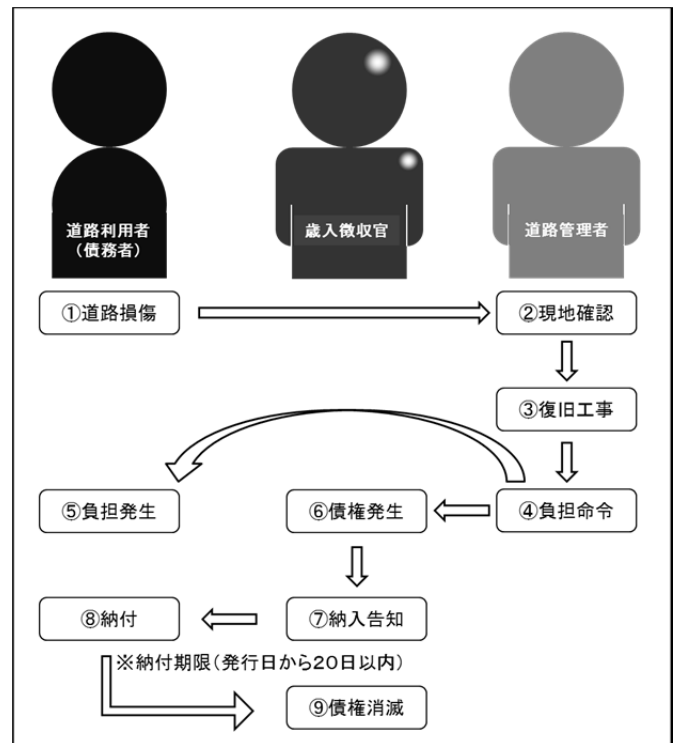 道路利用者
（債務者）
歳入徴収官
道路管理者
①道路損傷
②現地確認
③復旧工事
⑤負担発生
⑥債権発生
④負担命令
⑧納付
⑦納入告知
※納付期限（発行日から20日以内）
⑨債権消滅